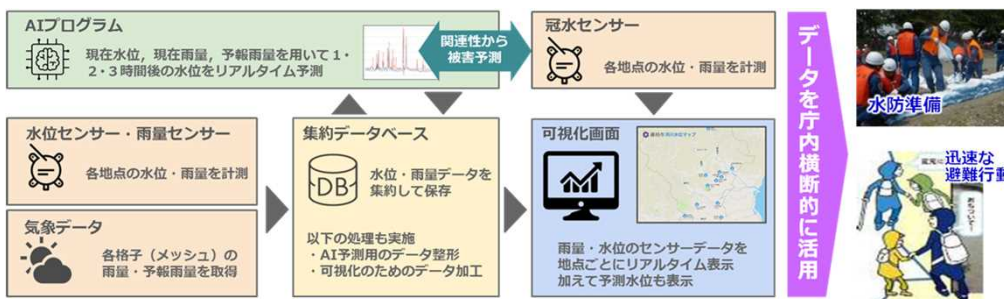 AIプログラム
現在水位，現在雨量，予報雨量を用いて１・
２・３時間後の水位をリアルタイム予測
関連性から
被害予測
冠水センサー
各地点の水位・雨量を計測
水位センサー・雨量センサー
各地点の水位・雨量を計測
気象データ
各格子（メッシュ）の
雨量・予報雨量を取得
集約データベース
DB
水位・雨量データを
集約して保存
以下の処理も実施
・AI予測用のデータ整形
・可視化のためのデータ加工
可視化画面
雨量・水位のセンサーデータを
地点ごとにリアルタイム表示
加えて予測水位も表示
データを庁内横断的に活用
水防準備
迅速な
避難行動
おちついて！